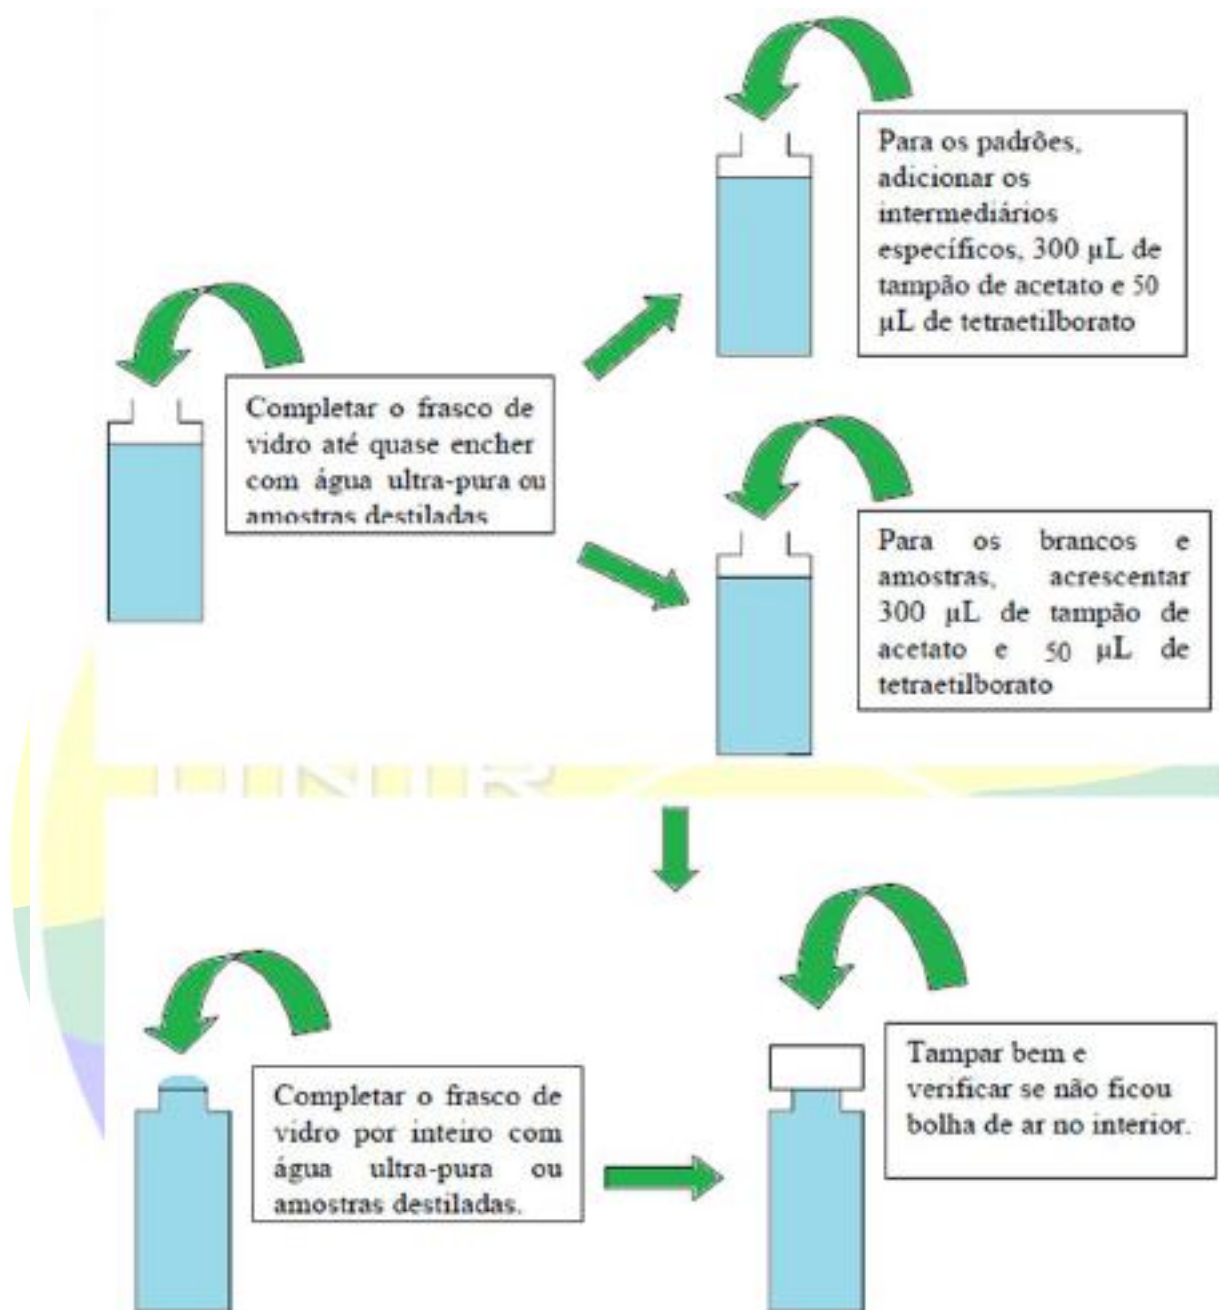 Para os padrões,
adicionar os
intermediários
específicos, 300 µL de
tampão de acetato e 50
µL de tetraetilborato
Completar o frasco de
vidro até quase encher
com água ultra-pura ou
amostras destiladas
Para os brancos e
amostras, acrescentar
300 µL de tampão de
acetato e 50 µL de
tetraetilborato
UNIR
Completar o frasco de
vidro por inteiro com
água ultra-pura ou
amostras destiladas.
Tampar bem e
verificar se não ficou
bolha de ar no interior.